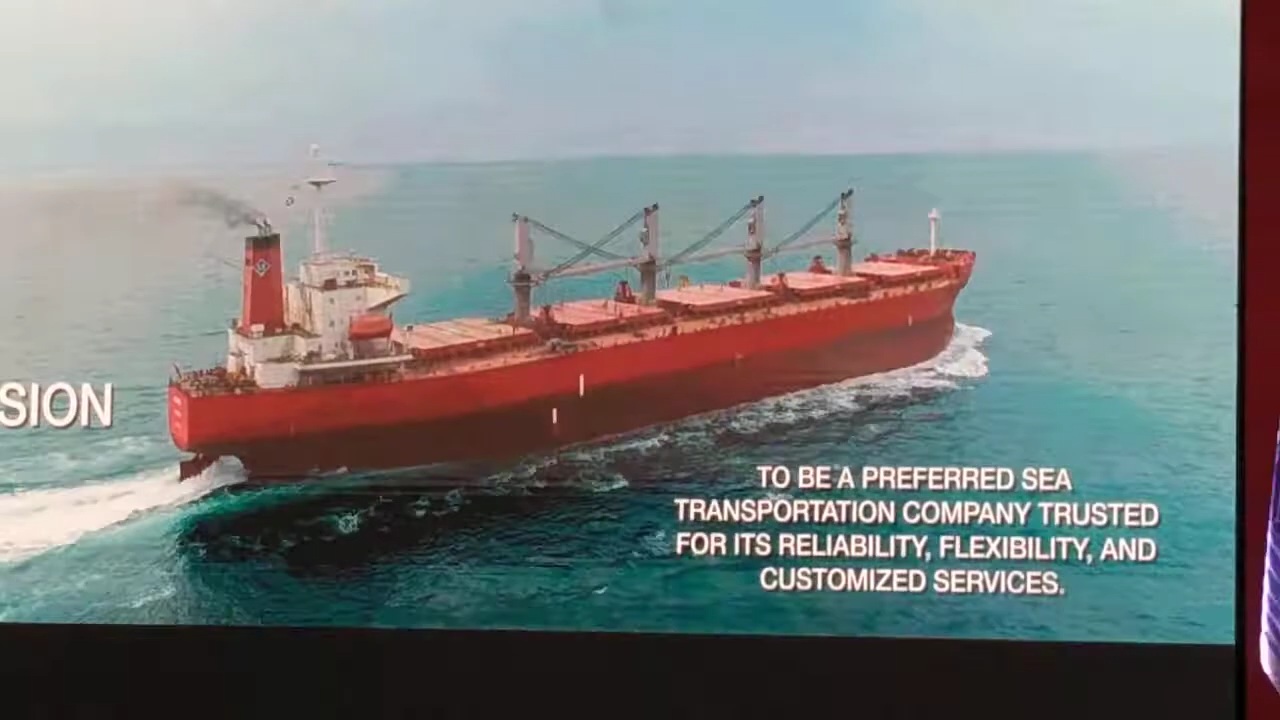 SION
TO BE A PREFERRED SEA
TRANSPORTATION COMPANY TRUSTED
FOR ITS RELIABILITY, FLEXIBILITY, AND
CUSTOMIZED SERVICES.